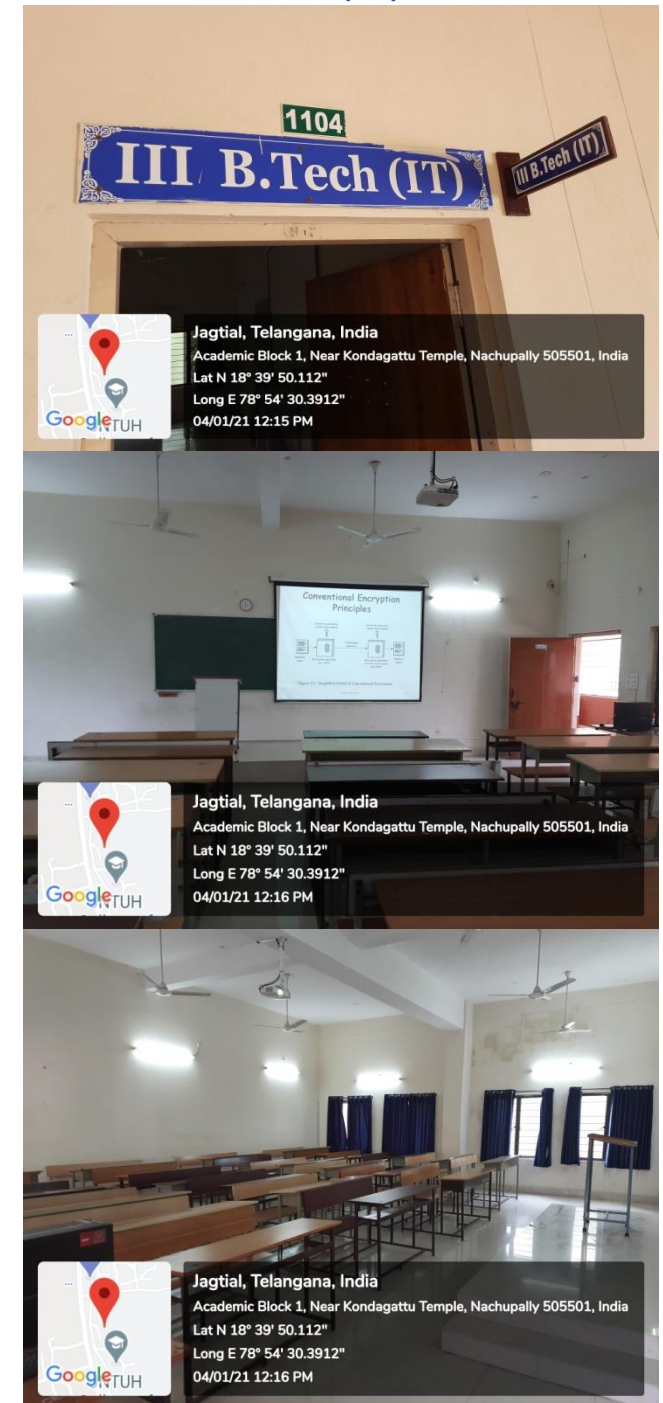 1104
III B.Tech (IT)
III B.Tech (IT)
Jagtial, Telangana, India
Academic Block 1, Near Kondagattu Temple, Nachupally 505501, India
Lat N 18° 39' 50.112"
Long E 78° 54' 30.3912"
04/01/21 12:15 PM
Google
TUH
Conventional Encryption
Principles
Jagtial, Telangana, India
Academic Block 1, Near Kondagattu Temple, Nachupally 505501, India
Lat N 18° 39' 50.112"
Long E 78° 54' 30.3912"
04/01/21 12:16 PM
Google
TUH
Jagtial, Telangana, India
Academic Block 1, Near Kondagattu Temple, Nachupally 505501, India
Lat N 18° 39' 50.112"
Long E 78° 54' 30.3912"
04/01/21 12:16 PM
Google
TUH